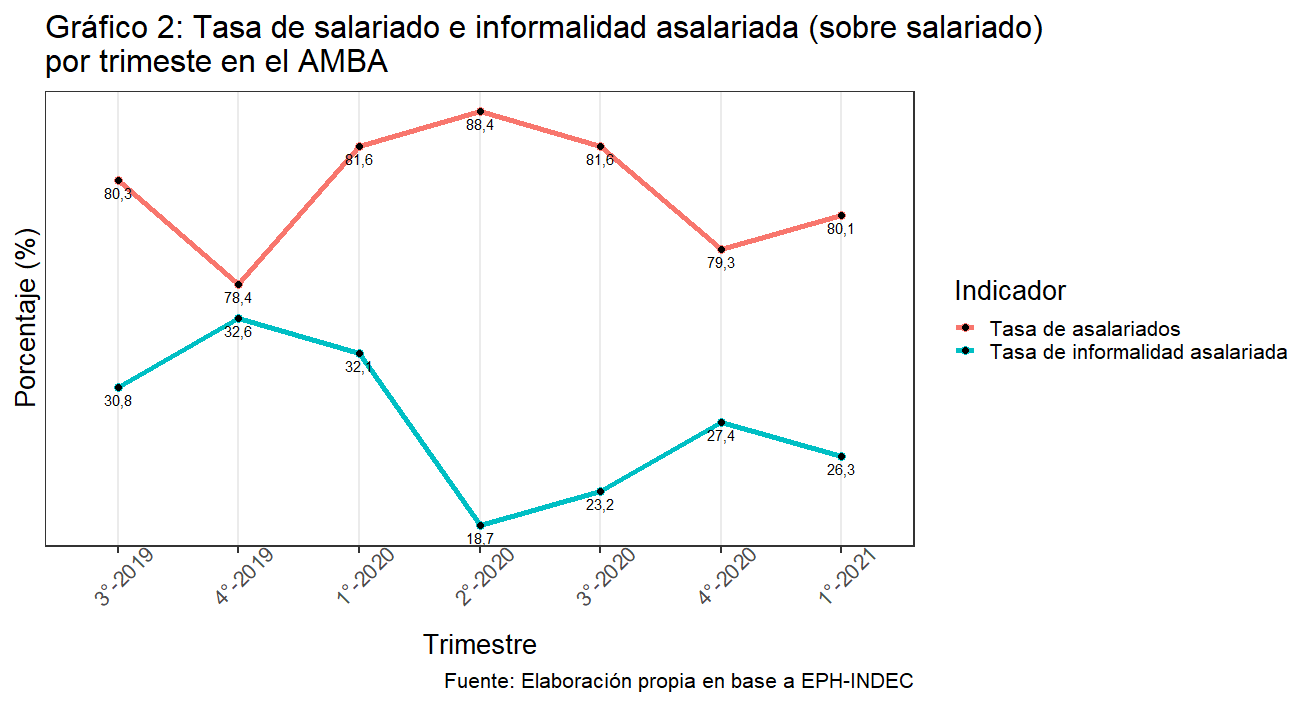 Gráfico 2: Tasa de salariado e informalidad asalariada (sobre salariado)
por trimeste en el AMBA
Porcentaje (%)
88,4
81,6
81,6
80,3
80,1
79,3
78,4
32,6
32,1
30,8
27,4
26,3
23,2
18,7
3°-2019
4°-2019
1°-2020
2°-2020
3°-2020
4°-2020
1°-2021
Trimestre
Fuente: Elaboración propia en base a EPH-INDEC
Indicador
Tasa de asalariados
Tasa de informalidad asalariada